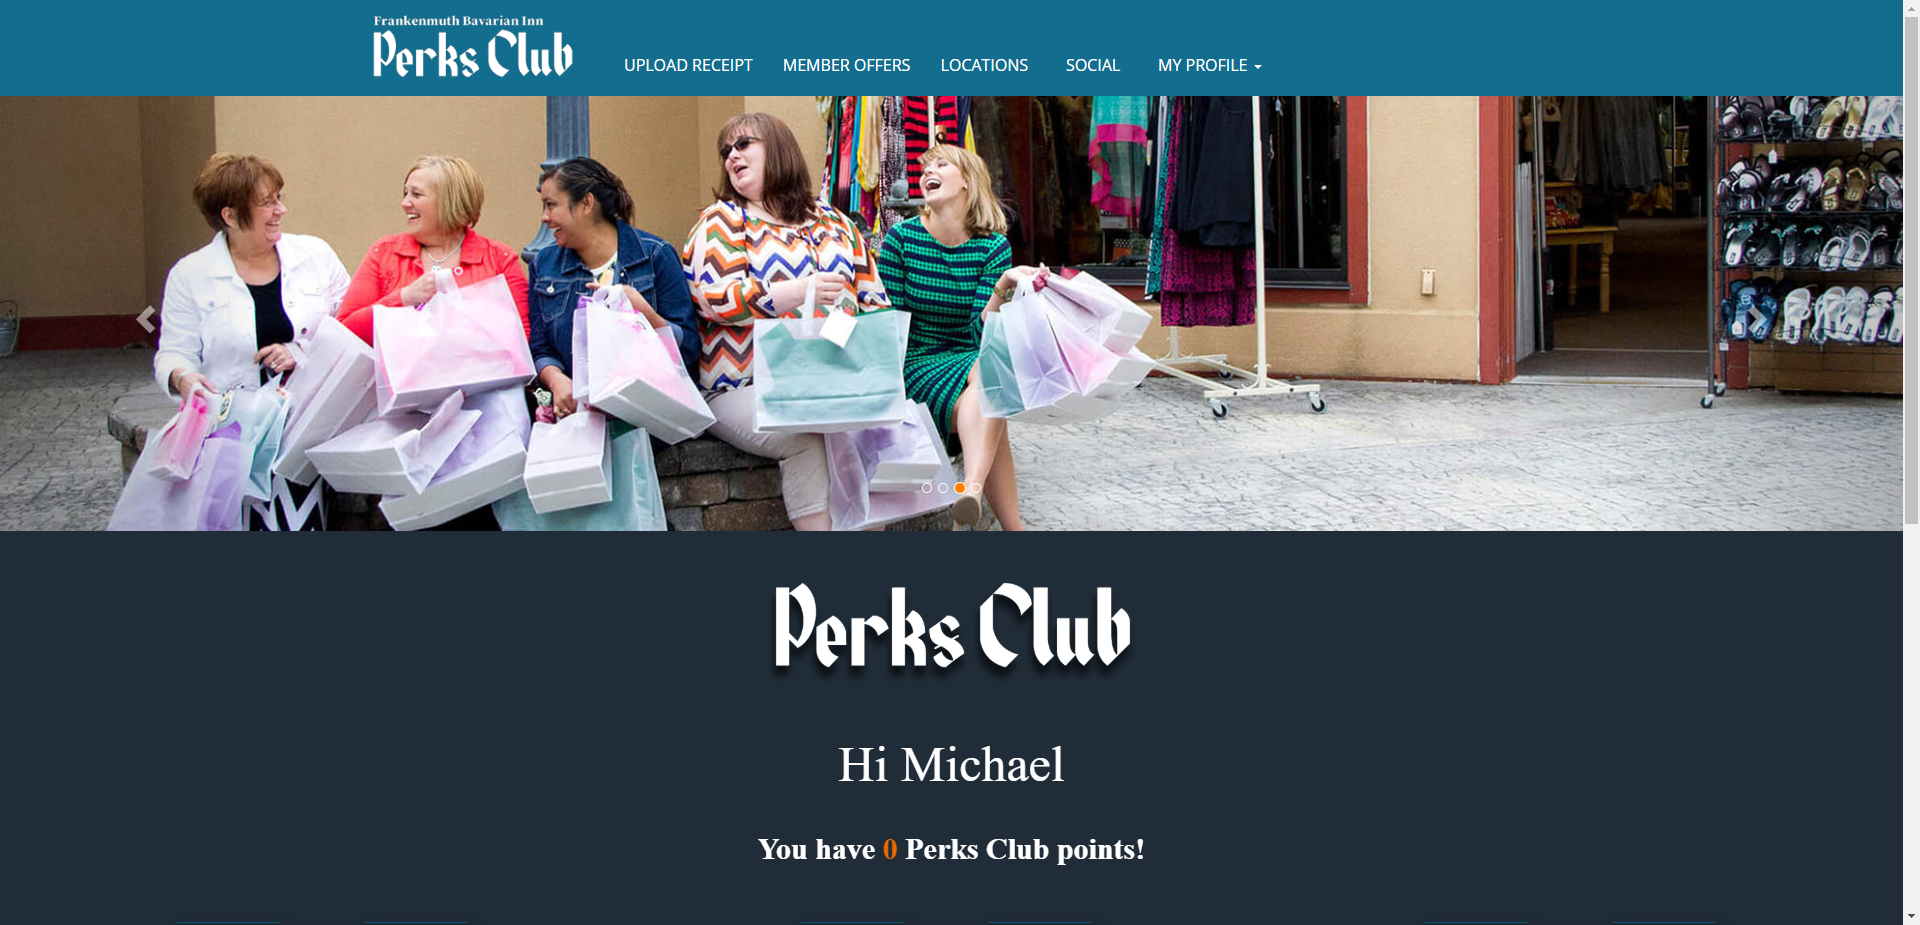 Frankenmuth Bavarian Inn
Perks Club
UPLOAD RECEIPT MEMBER OFFERS LOCATIONS SOCIAL MY PROFILE
Perks Club
Hi Michael
You have 0 Perks Club points!